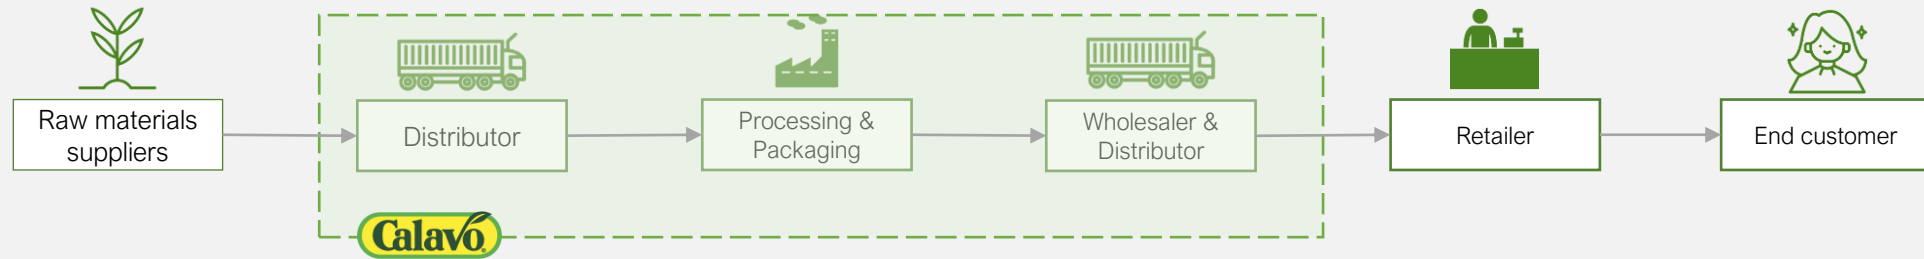 Raw materials
suppliers
Distributor
Processing &
Packaging
Wholesaler &
Distributor
Retailer
End customer
Calavo